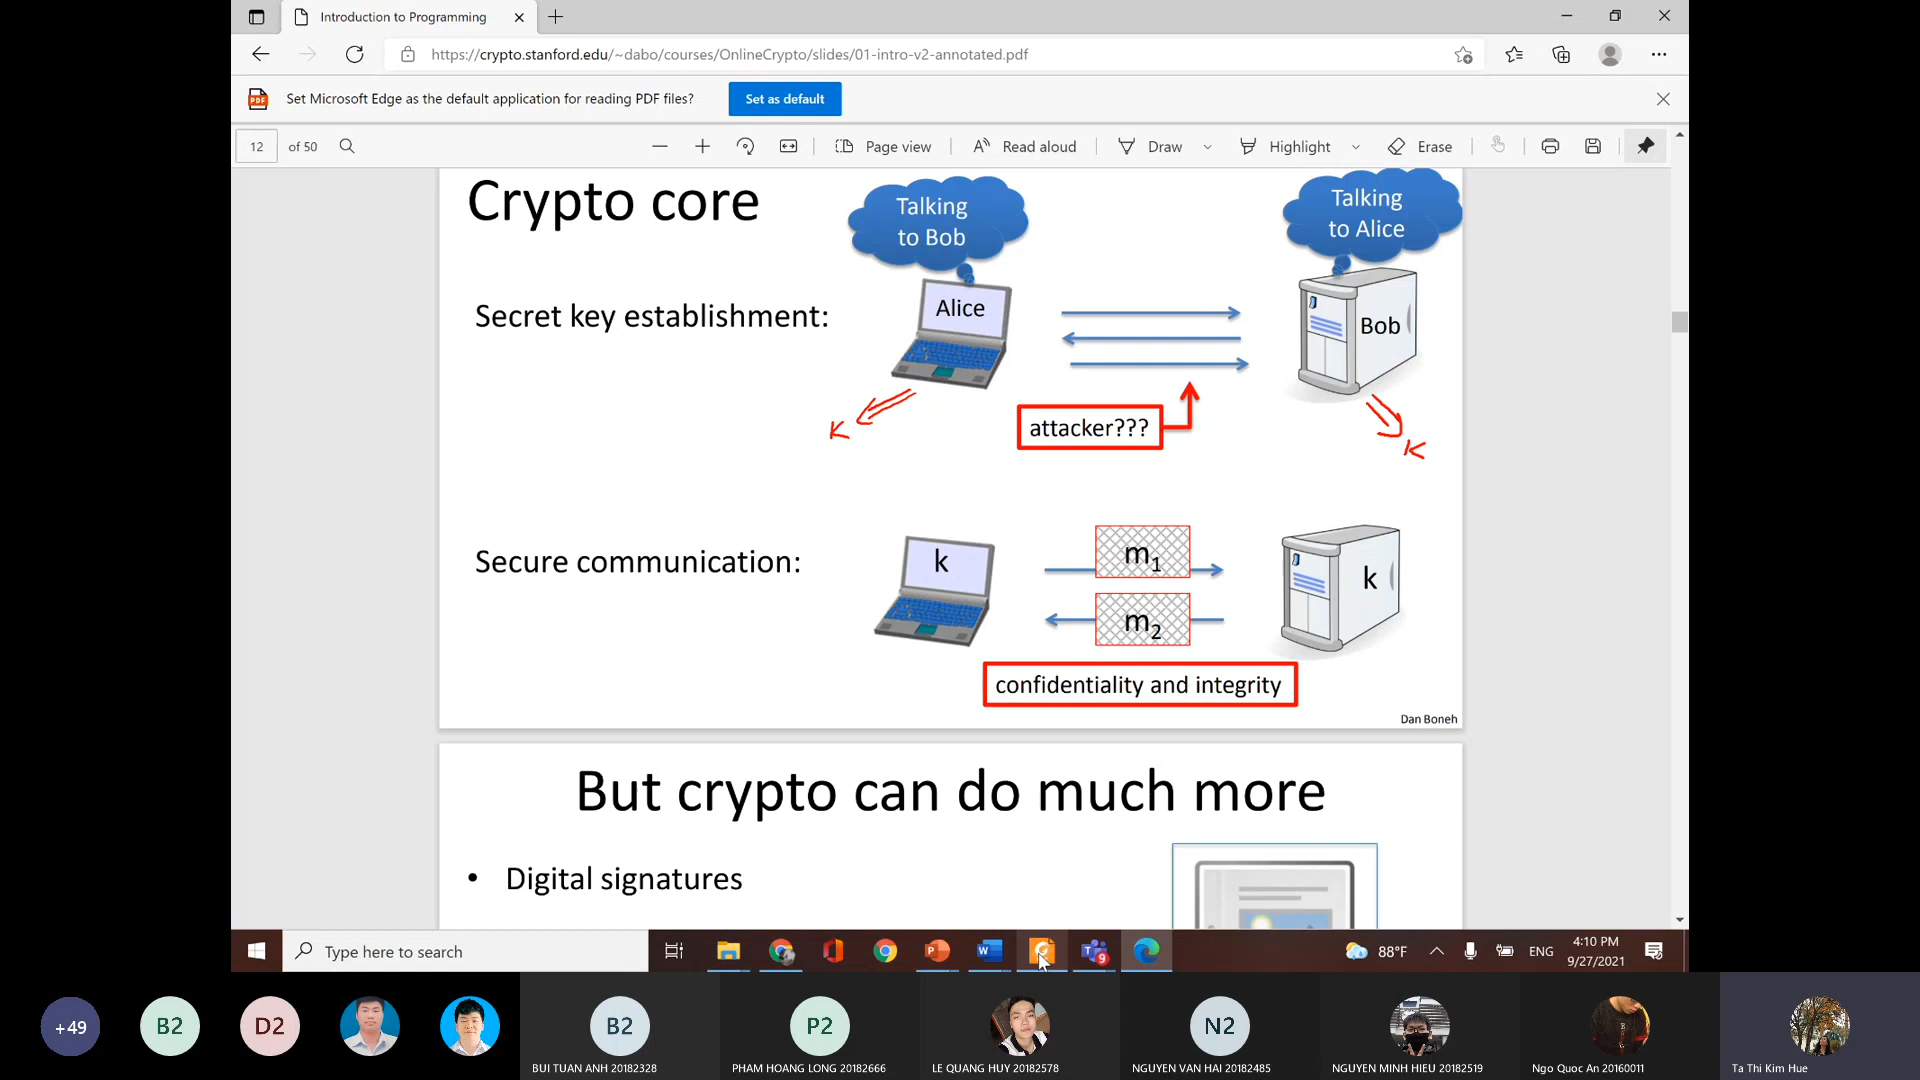 Introduction to Programming
https://crypto.stanford.edu/~dabo/courses/OnlineCrypto/slides/01-intro-v2-annotated.pdf
PDF
Set Microsoft Edge as the default application for reading PDF files?
Set as default
12 of 50
Page view
Read aloud
Draw
Highlight
Erase
Crypto core
Talking
to Bob
Talking
to Alice
Secret key establishment:
Alice
Bob
attacker???
K
K
Secure communication:
k
m1
m2
k
confidentiality and integrity
Dan Boneh
But crypto can do much more
• Digital signatures
Type here to search
9
88°F
ENG
4:10 PM
9/27/2021
+49
B2
D2
B2
P2
N2
BUI TUAN ANH 20182328
PHAM HOANG LONG 20182666
LE QUANG HUY 20182578
NGUYEN VAN HAI 20182485
NGUYEN MINH HIEU 20182519
Ngo Quoc An 20160011
Ta Thi Kim Hue